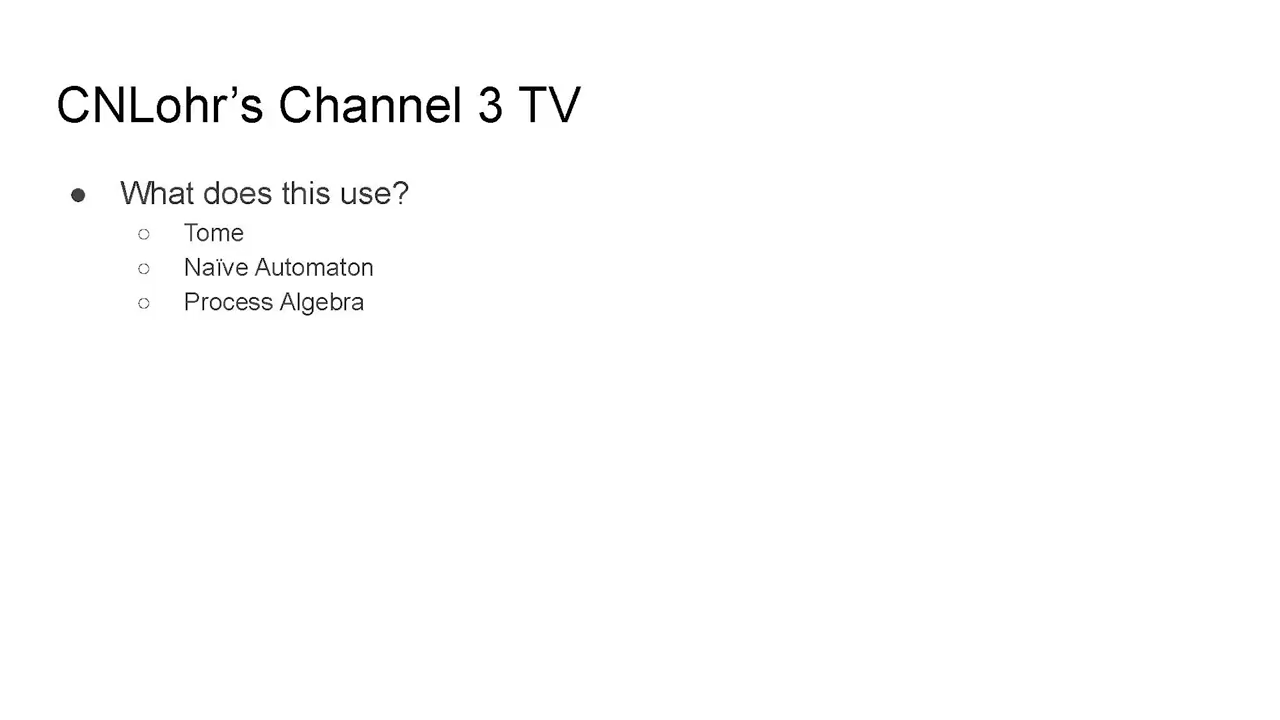 CNLohr’s Channel 3 TV
● What does this use?
○ Tome
○ Naïve Automaton
○ Process Algebra